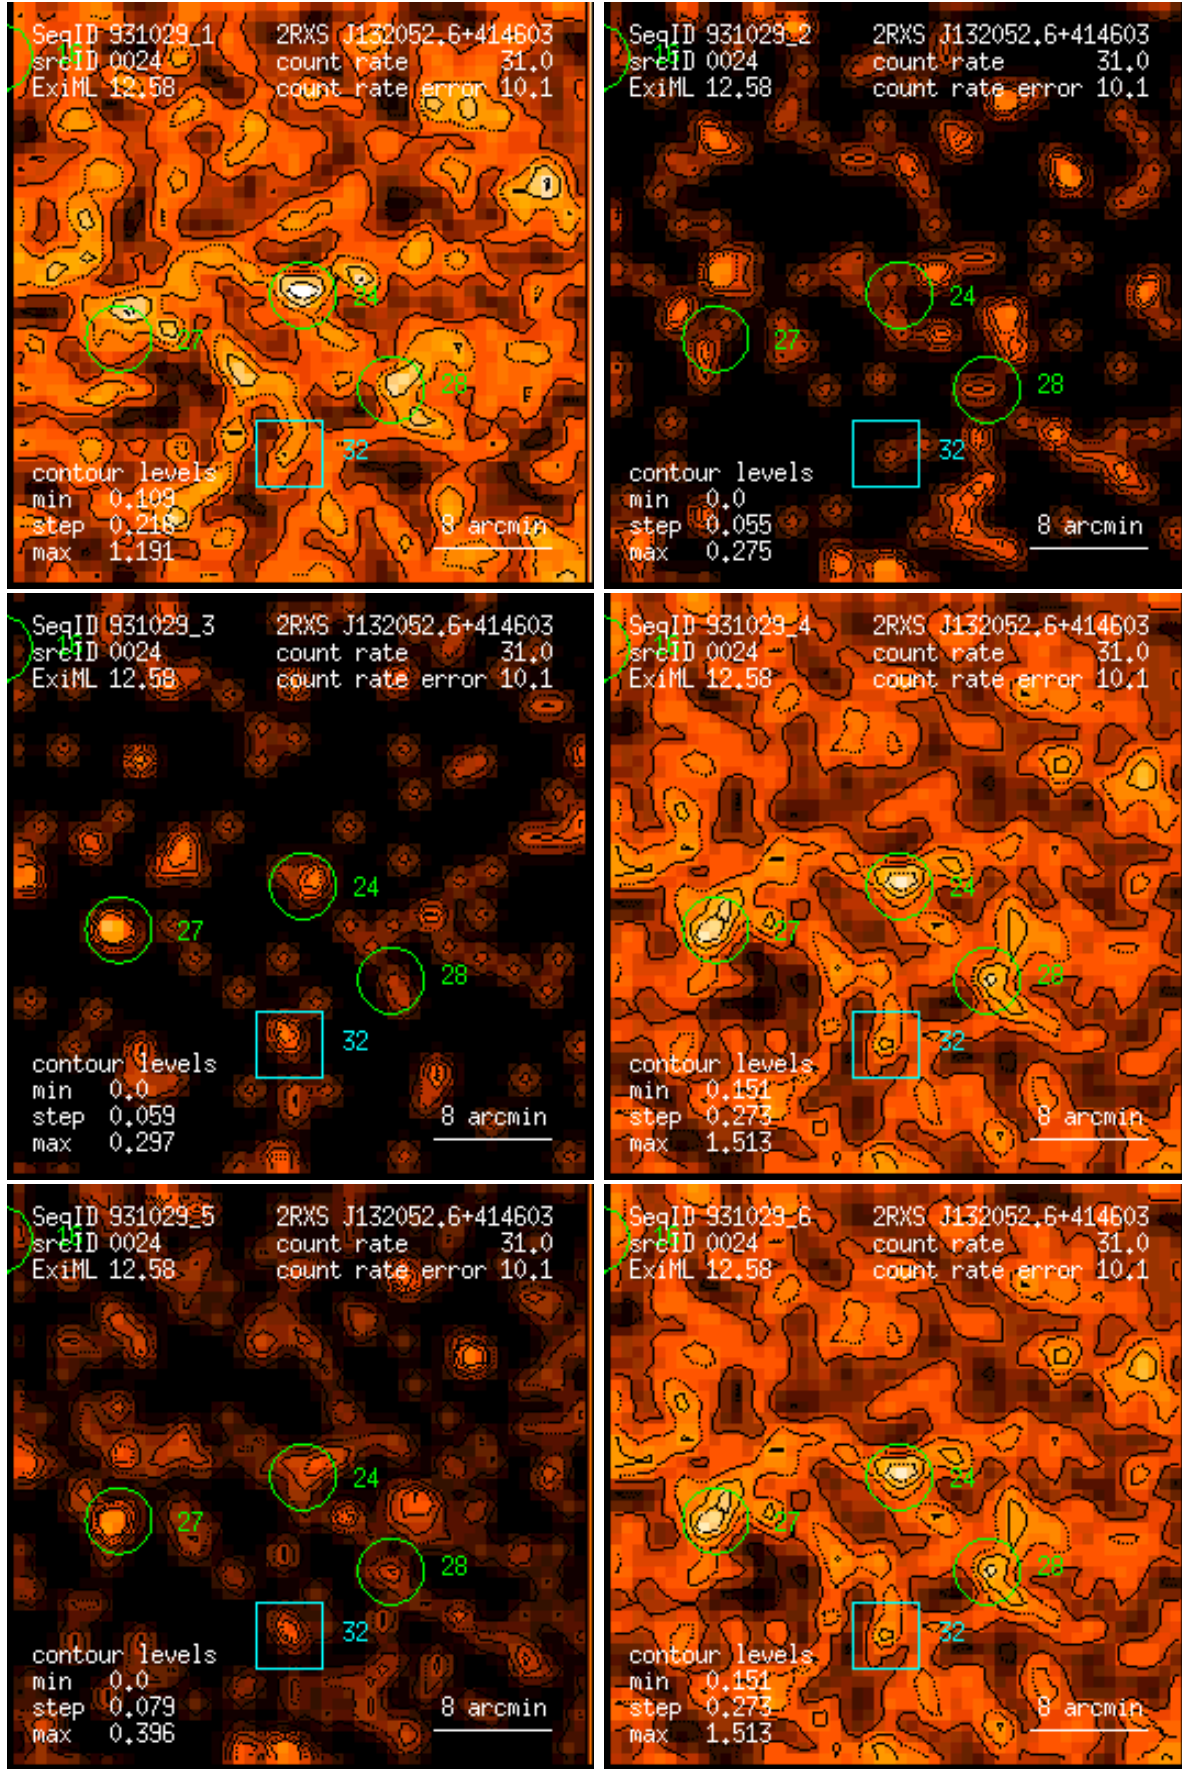 SeqID 931029_1 2RXS J132052.6+414603
srcID 0024 count rate 31.0
ExiML 12.58 count rate error 10.1
16
24
27
28
32
contour levels
min 0.109
step 0.218
max 1.191
8 arcmin
SeqID 931029_2 2RXS J132052.6+414603
srcID 0024 count rate 31.0
ExiML 12.58 count rate error 10.1
16
24
27
28
32
contour levels
min 0.0
step 0.055
max 0.275
8 arcmin
SeqID 931029_3 2RXS J132052.6+414603
srcID 0024 count rate 31.0
ExiML 12.58 count rate error 10.1
16
24
27
28
32
contour levels
min 0.0
step 0.059
max 0.297
8 arcmin
SeqID 931029_4 2RXS J132052.6+414603
srcID 0024 count rate 31.0
ExiML 12.58 count rate error 10.1
16
24
27
28
32
contour levels
min 0.151
step 0.273
max 1.513
8 arcmin
SeqID 931029_5 2RXS J132052.6+414603
srcID 0024 count rate 31.0
ExiML 12.58 count rate error 10.1
16
24
27
28
32
contour levels
min 0.0
step 0.079
max 0.396
8 arcmin
SeqID 931029_6 2RXS J132052.6+414603
srcID 0024 count rate 31.0
ExiML 12.58 count rate error 10.1
16
24
27
28
32
contour levels
min 0.151
step 0.273
max 1.513
8 arcmin